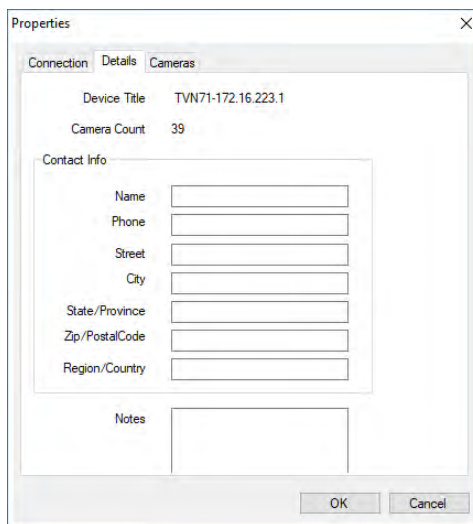 Properties
Connection Details Cameras
Device Title TVN71-172.16.223.1
Camera Count 39
Contact Info
Name
Phone
Street
City
State/Province
Zip/PostalCode
Region/Country
Notes
OK Cancel